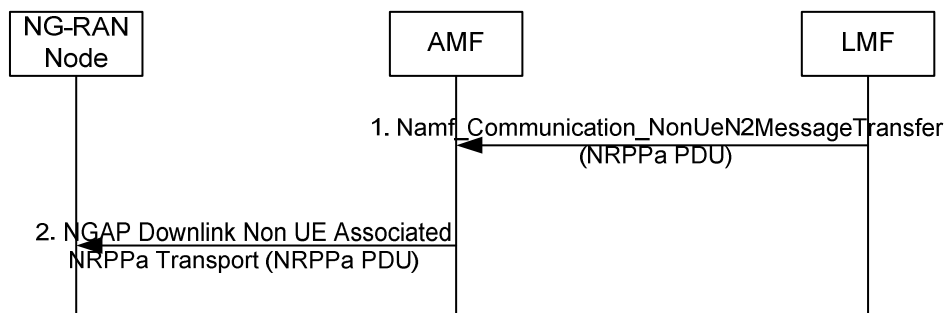 NG-RAN
Node
AMF
LMF
1. Namf_Communication_NonUeN2MessageTransfer
(NRPPa PDU)
2. NGAP Downlink Non UE Associated
NRPPa Transport (NRPPa PDU)